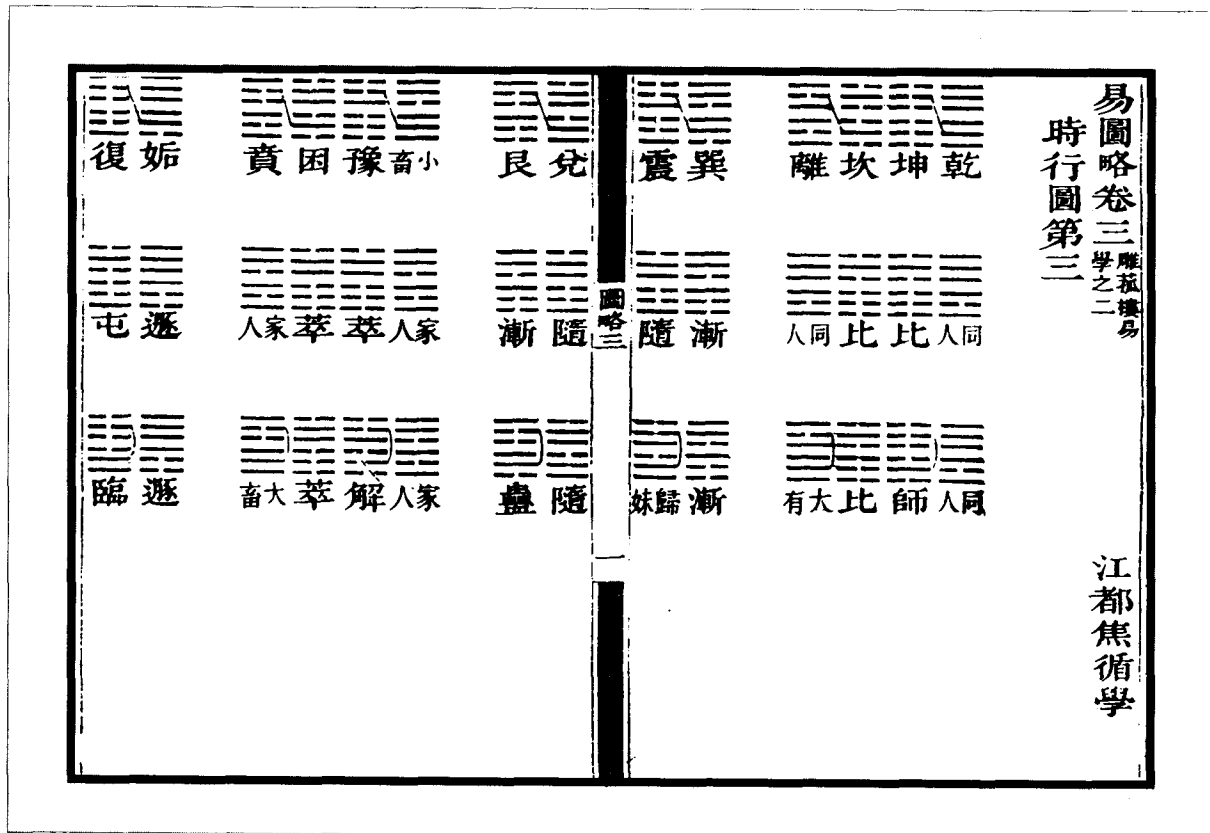 易圖略卷三 雕菰樓易學之二 江都焦循學
時行圖第三
乾 坤 坎 離
同人 比 比 同人
同人 師 比 大有
巽 震
漸 隨
漸 歸妹
圖略三 一
兌 艮
隨 漸
隨 蠱
小畜 豫 困 賁
家人 萃 萃 家人
家人 解 萃 大畜
姤 復
遯 屯
遯 臨